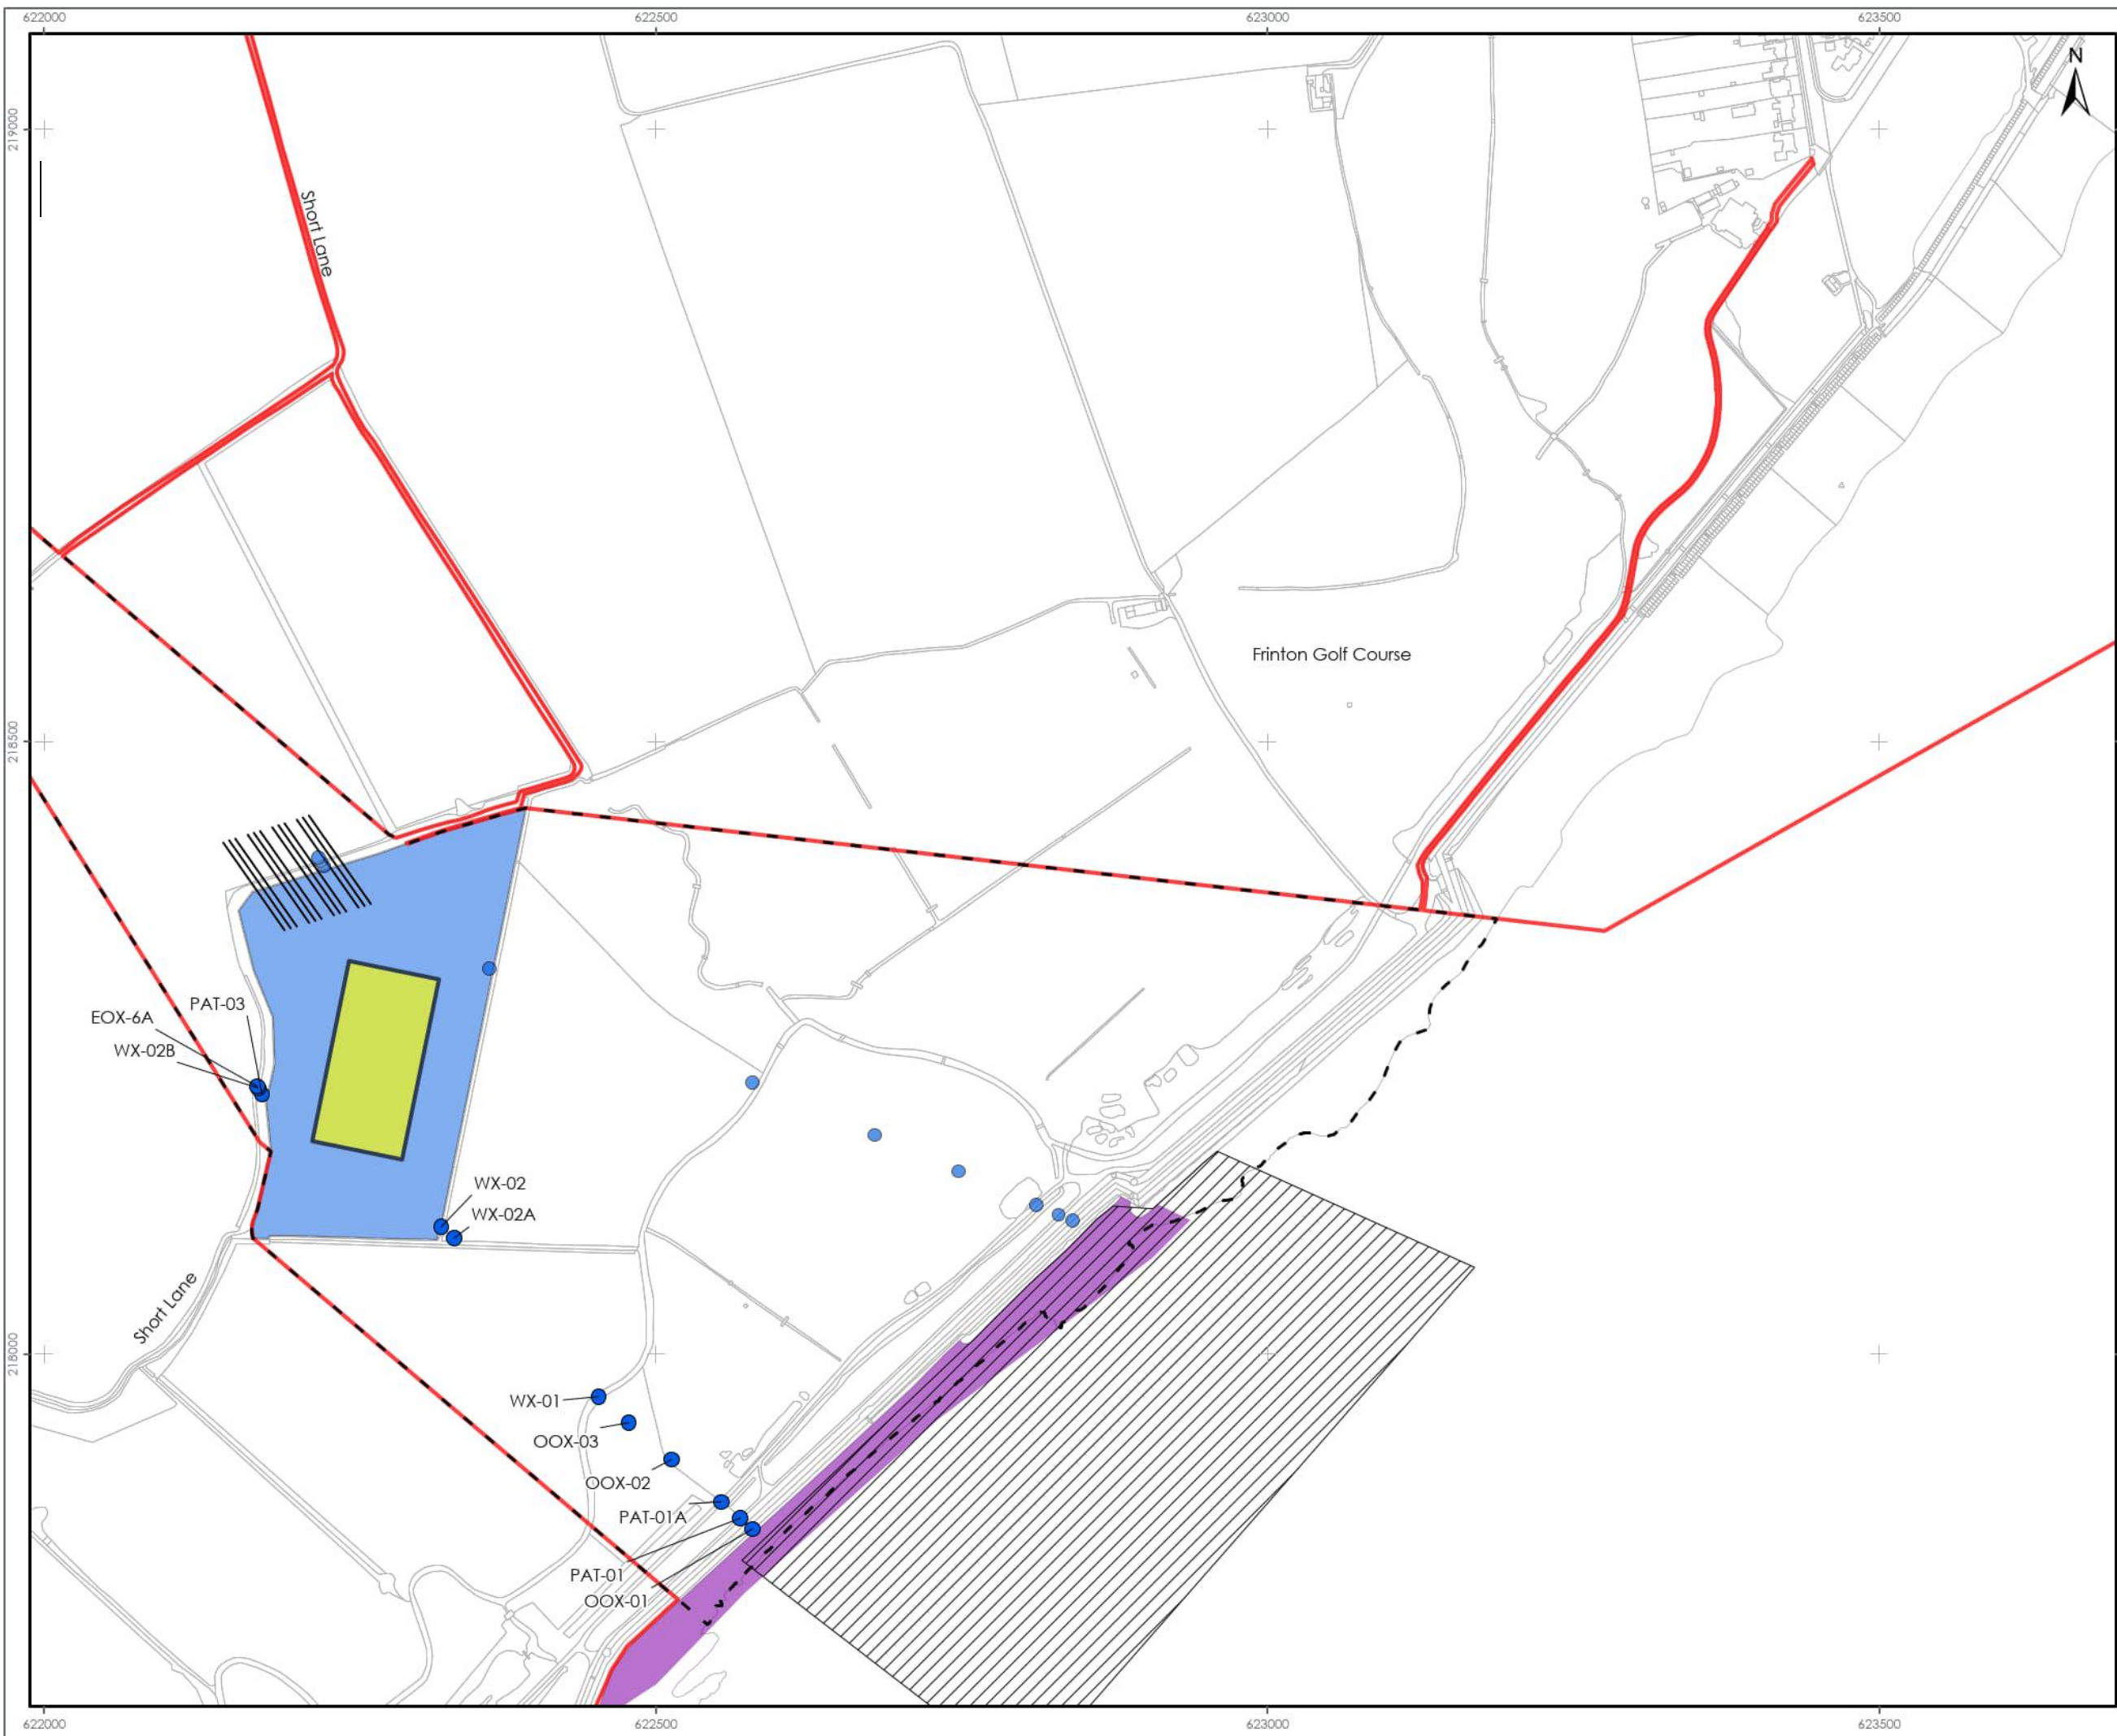 622000 622500 623000 623500
N
219000
Short Lane
Frinton Golf Course
218500
PAT-03
EOX-6A
WX-02B
WX-02
WX-02A
Short Lane
218000
WX-01
OOX-03
OOX-02
PAT-01A
PAT-01
OOX-01
622000 622500 623000 623500